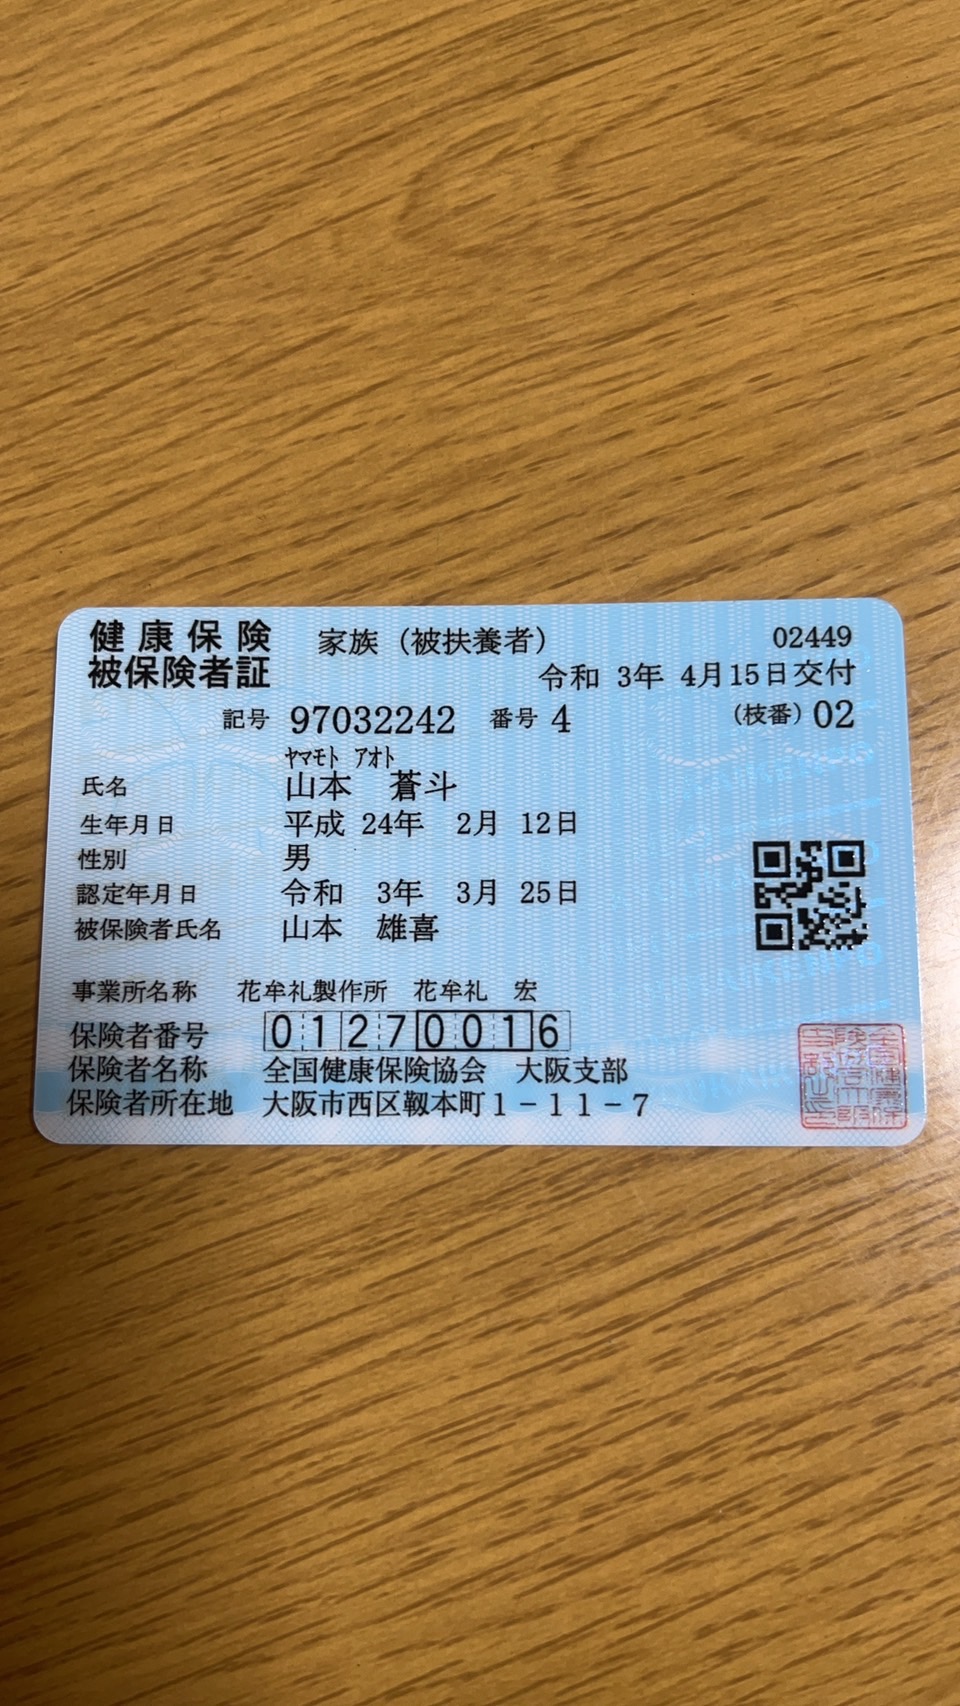 健康保険 家族（被扶養者） 02449
被保険者証 令和 3年 4月15日交付
記号 97032242 番号 4 （枝番）02
ﾔﾏﾓﾄ ｱｵﾄ
氏名 山本 蒼斗
生年月日 平成 24年 2月 12日
性別 男
認定年月日 令和 3年 3月 25日
被保険者氏名 山本 雄喜
事業所名称 花牟礼製作所 花牟礼 宏
保険者番号 01270016
保険者名称 全国健康保険協会 大阪支部
保険者所在地 大阪市西区靱本町1－11－7